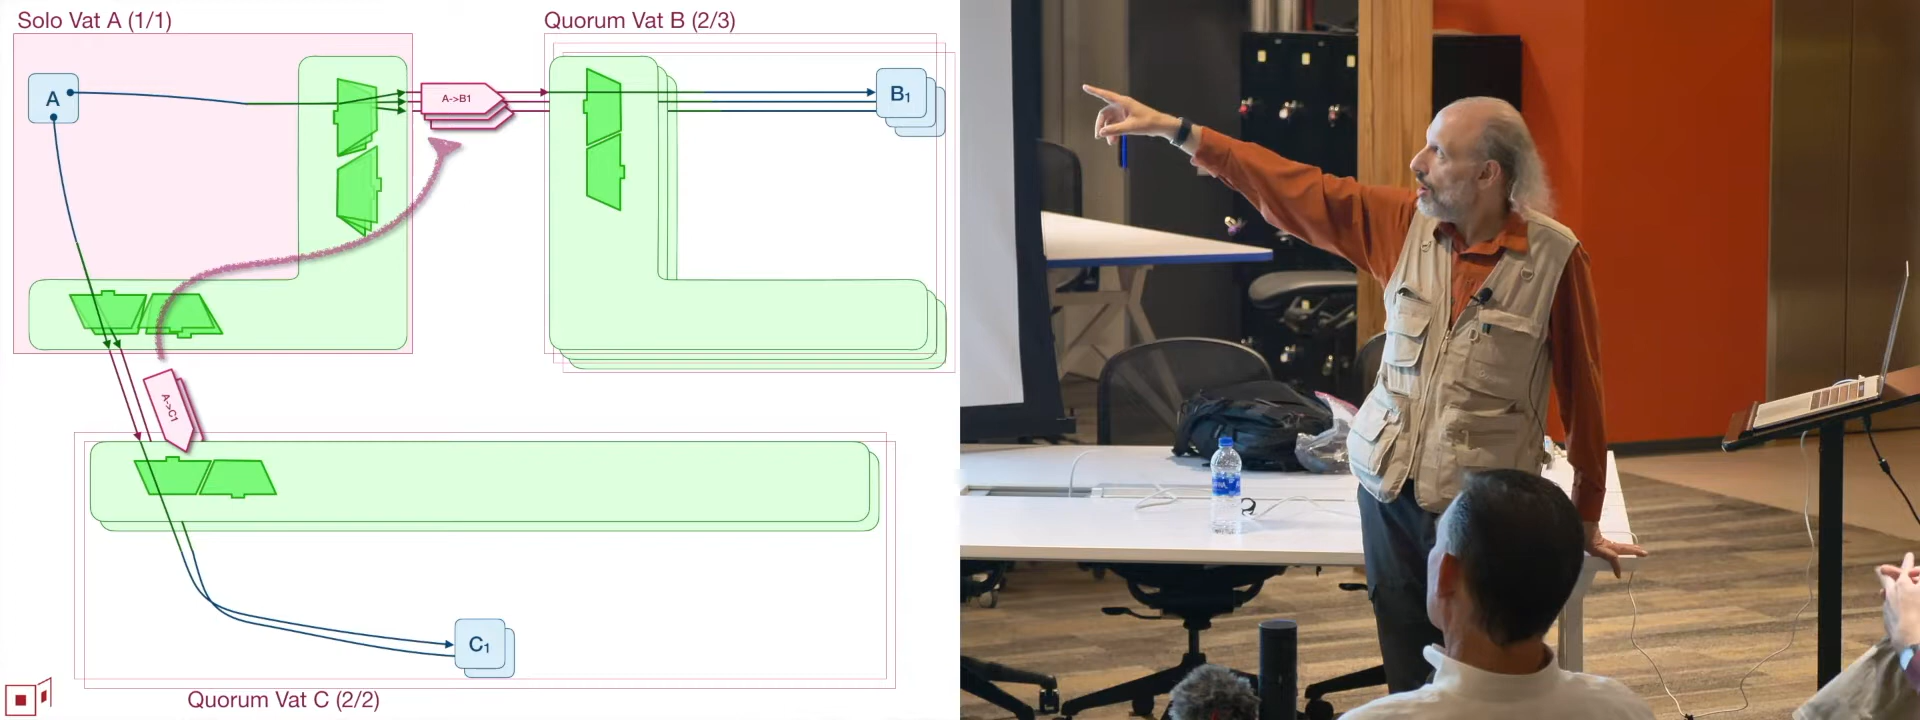 Solo Vat A (1/1)
Quorum Vat B (2/3)
A
A->B1
B1
A->C1
C1
Quorum Vat C (2/2)